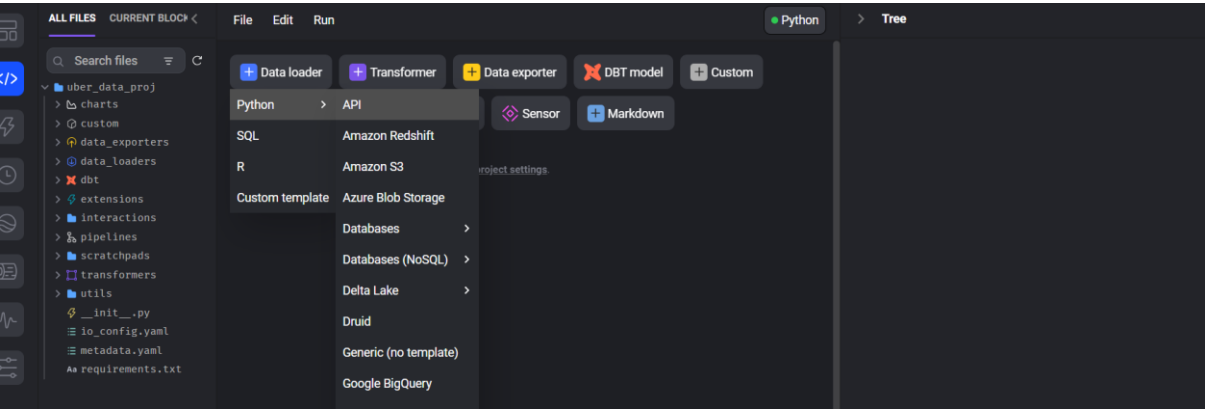 ALL FILES CURRENT BLOCK
File Edit Run
Python
Tree
Search files
Data loader Transformer Data exporter DBT model Custom
uber_data_proj
charts
custom
data_exporters
data_loaders
dbt
extensions
interactions
pipelines
scratchpads
transformers
utils
__init__.py
io_config.yaml
metadata.yaml
Aa requirements.txt
Python
SQL
R
Custom template
API
Amazon Redshift
Amazon S3
Azure Blob Storage
Databases
Databases (NoSQL)
Delta Lake
Druid
Generic (no template)
Google BigQuery
Sensor Markdown
project settings.